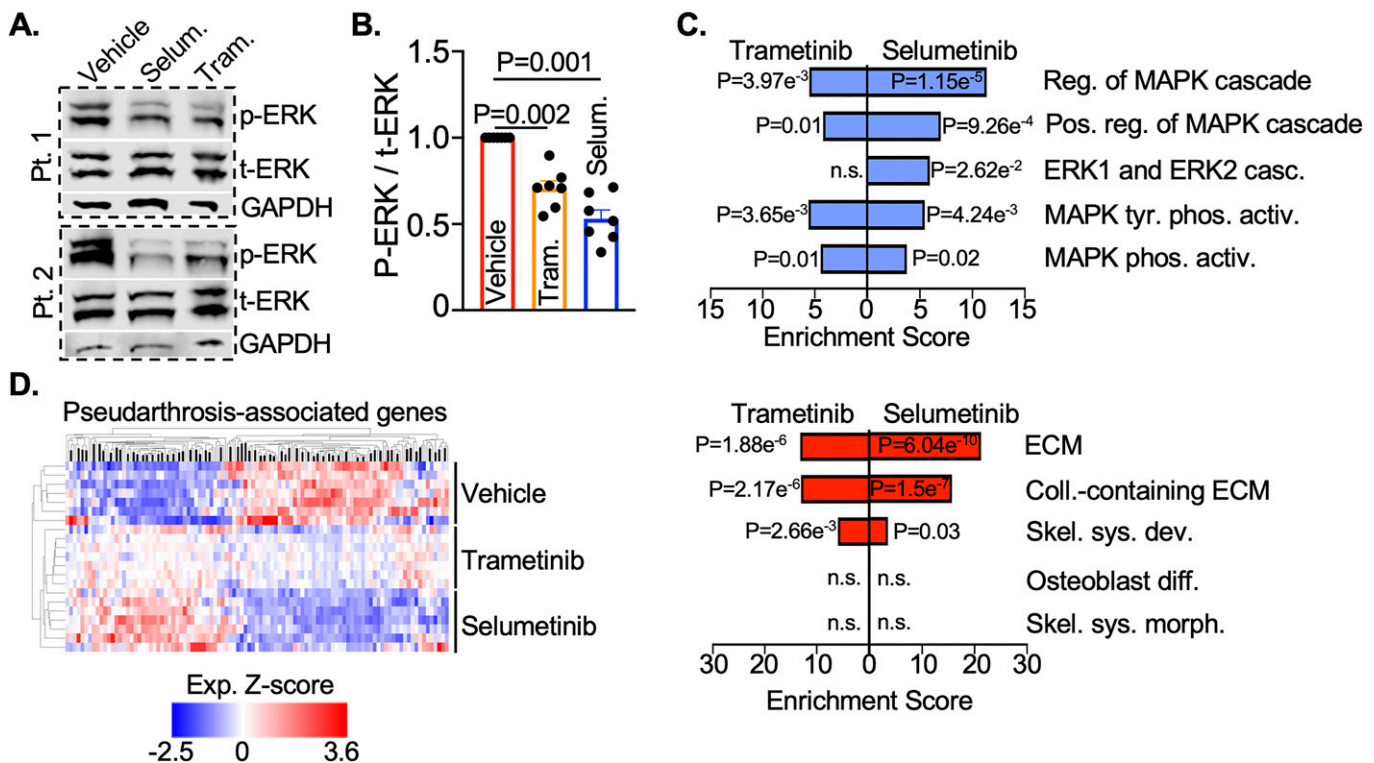 A.
Vehicle
Selum.
Tram.
Pt. 1
p-ERK
t-ERK
GAPDH
Pt. 2
p-ERK
t-ERK
GAPDH
B.
P-ERK / t-ERK
1.5
1.0
0.5
0
P=0.001
P=0.002
Vehicle
Tram.
Selum.
C.
Trametinib Selumetinib
P=3.97e-3 P=1.15e-5 Reg. of MAPK cascade
P=0.01 P=9.26e-4 Pos. reg. of MAPK cascade
n.s. P=2.62e-2 ERK1 and ERK2 casc.
P=3.65e-3 P=4.24e-3 MAPK tyr. phos. activ.
P=0.01 P=0.02 MAPK phos. activ.
15 10 5 0 5 10 15
Enrichment Score
Trametinib Selumetinib
P=1.88e-6 P=6.04e-10 ECM
P=2.17e-6 P=1.5e-7 Coll.-containing ECM
P=2.66e-3 P=0.03 Skel. sys. dev.
n.s. n.s. Osteoblast diff.
n.s. n.s. Skel. sys. morph.
30 20 10 0 10 20 30
Enrichment Score
D.
Pseudarthrosis-associated genes
Vehicle
Trametinib
Selumetinib
Exp. Z-score
-2.5 0 3.6